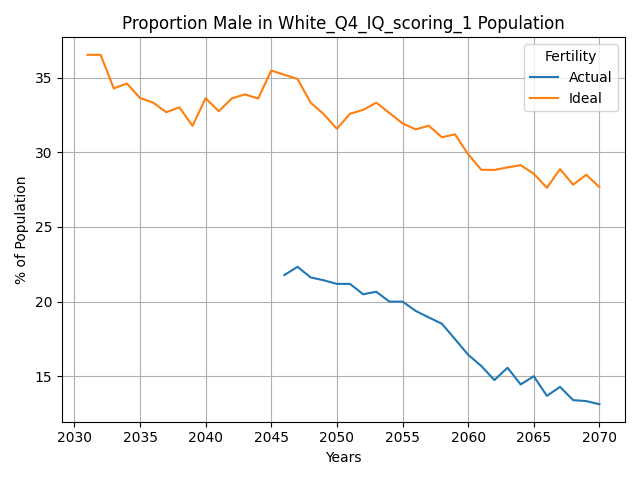 Proportion Male in White_Q4_IQ_scoring_1 Population
Fertility
Actual
Ideal
% of Population
35
30
25
20
15
2030 2035 2040 2045 2050 2055 2060 2065 2070
Years